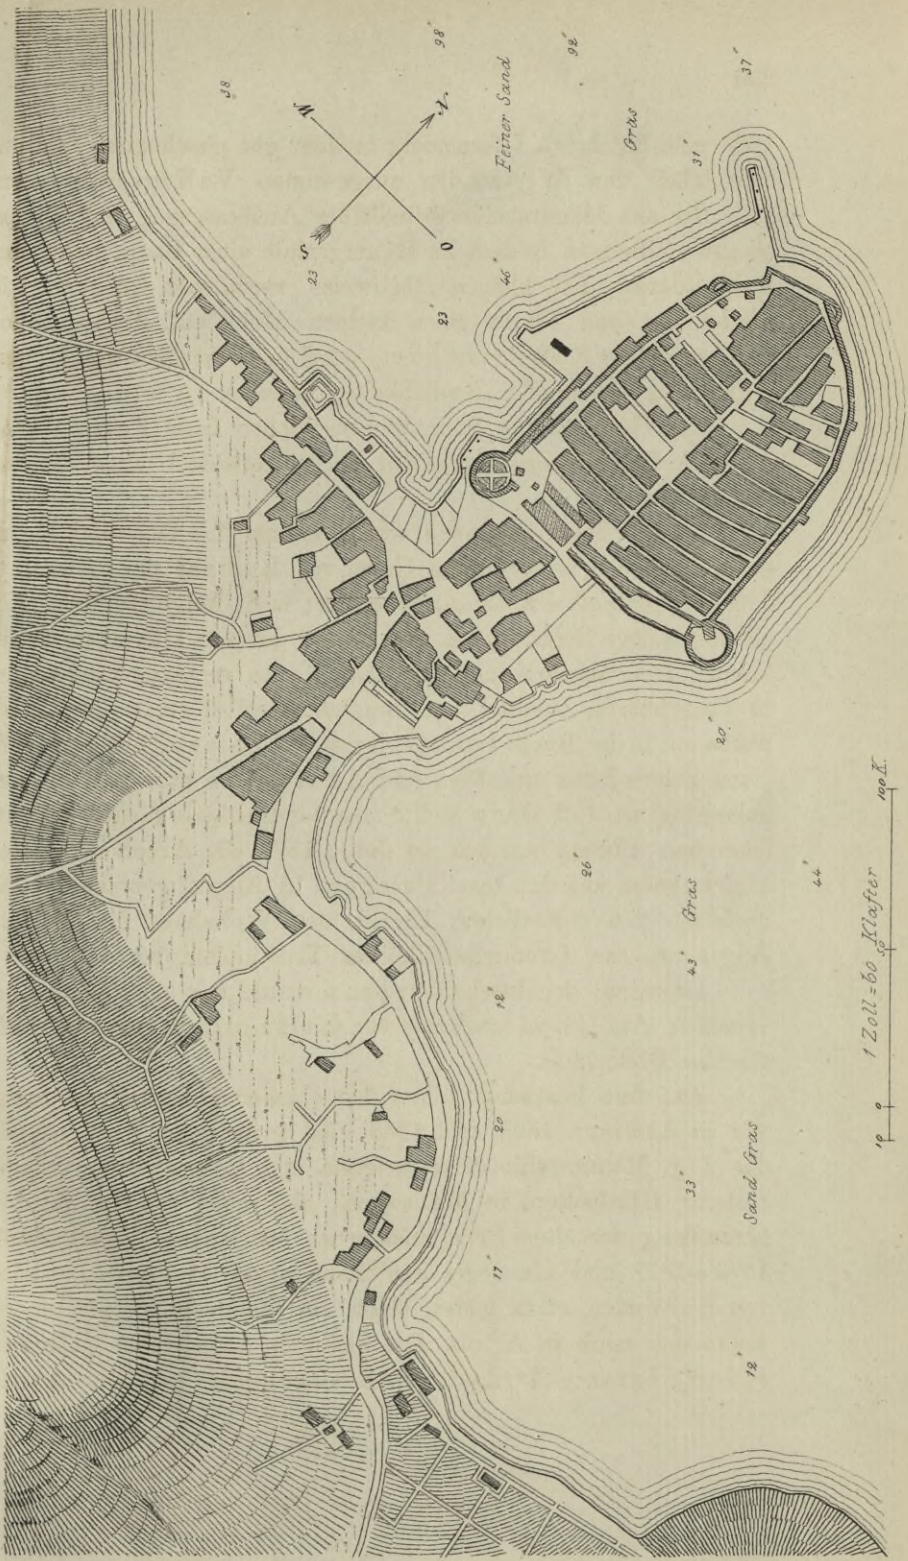 38'
98'
92'
37'
Feiner Sand
Gras
31'
W
S
O
23
46'
23'
20'
26'
Gras
43'
44'
12'
20'
33'
Sand Gras
17'
12'
10 0 50 100 K.
1 Zoll = 60 Klafter